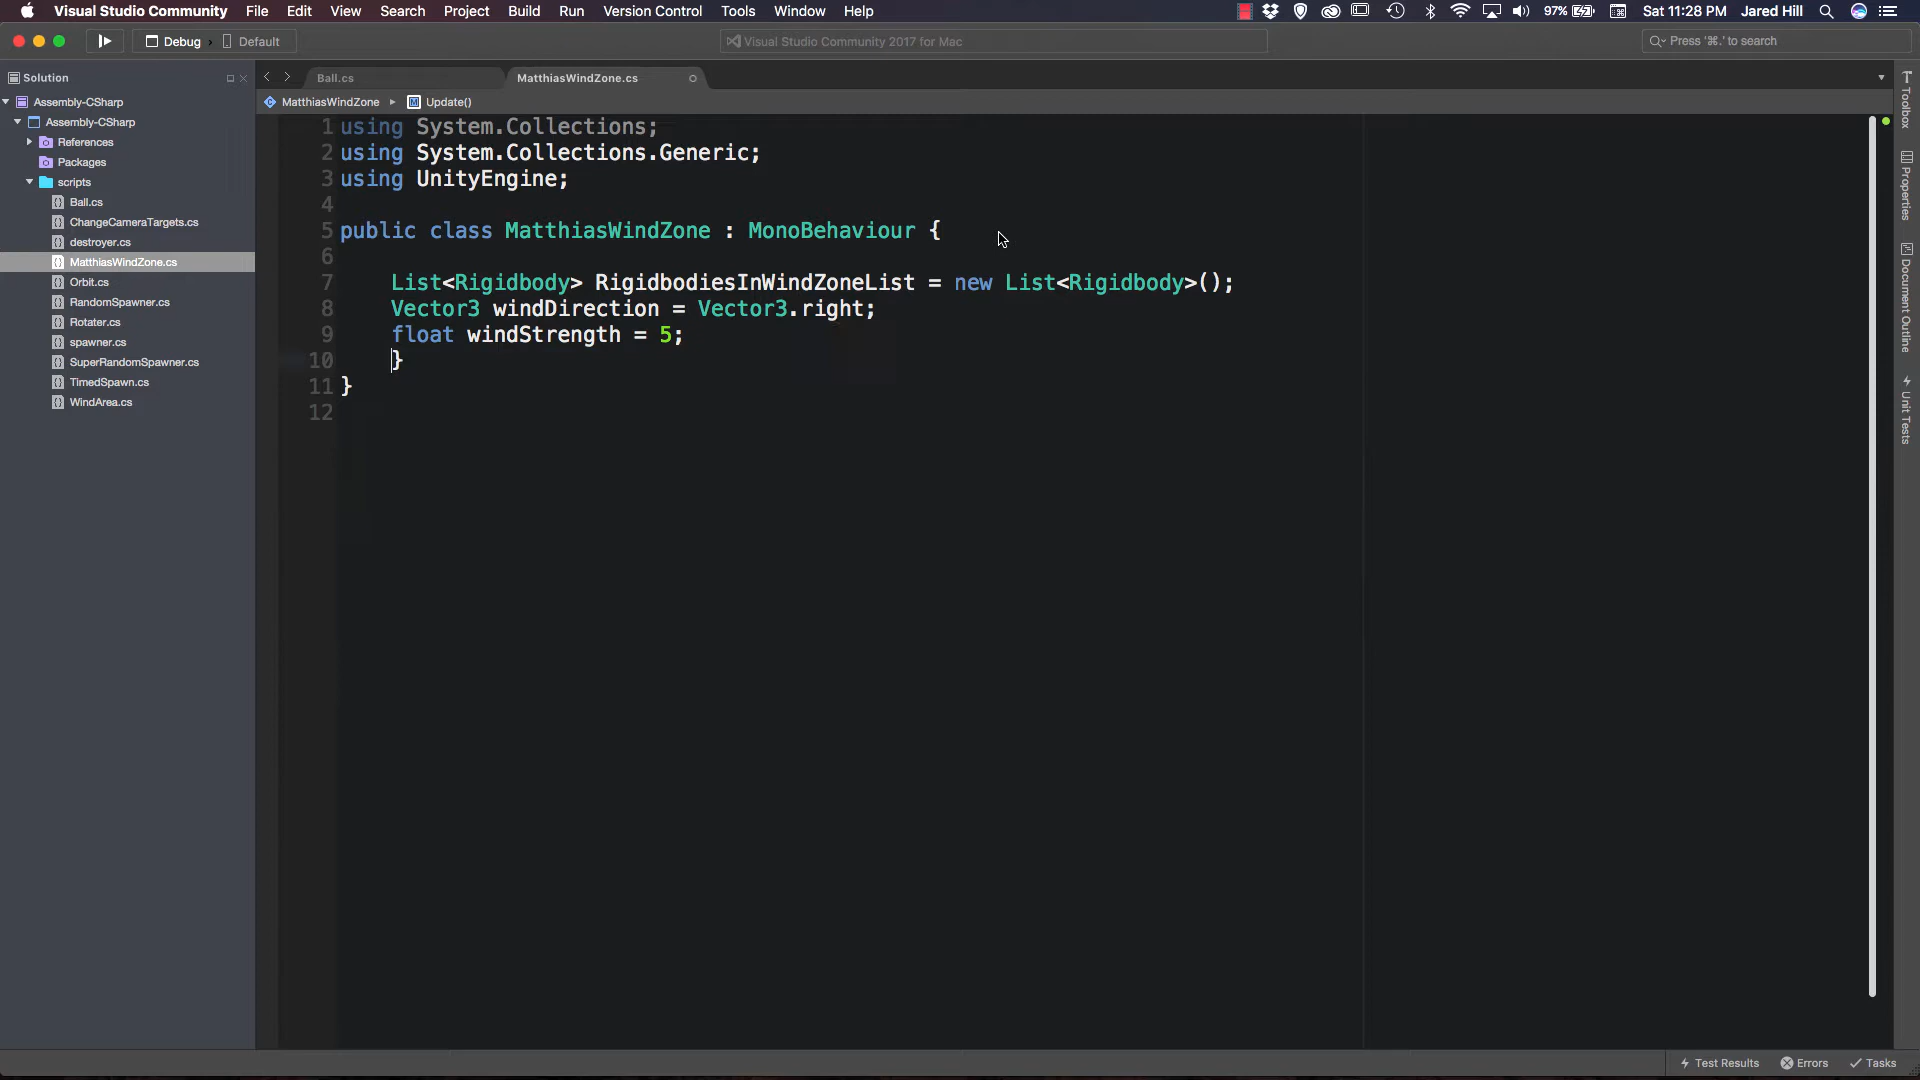 Visual Studio Community File Edit View Search Project Build Run Version Control Tools Window Help 97% Sat 11:28 PM Jared Hill
Debug Default Visual Studio Community 2017 for Mac Press '⌘.' to search
Solution Ball.cs MatthiasWindZone.cs
MatthiasWindZone Update()
Assembly-CSharp
Assembly-CSharp
References
Packages
scripts
Ball.cs
ChangeCameraTargets.cs
destroyer.cs
MatthiasWindZone.cs
Orbit.cs
RandomSpawner.cs
Rotater.cs
spawner.cs
SuperRandomSpawner.cs
TimedSpawn.cs
WindArea.cs
1 using System.Collections;
2 using System.Collections.Generic;
3 using UnityEngine;
4
5 public class MatthiasWindZone : MonoBehaviour {
6
7 List<Rigidbody> RigidbodiesInWindZoneList = new List<Rigidbody>();
8 Vector3 windDirection = Vector3.right;
9 float windStrength = 5;
10 }
11 }
12
Toolbox
Properties
Document Outline
Unit Tests
Test Results Errors Tasks